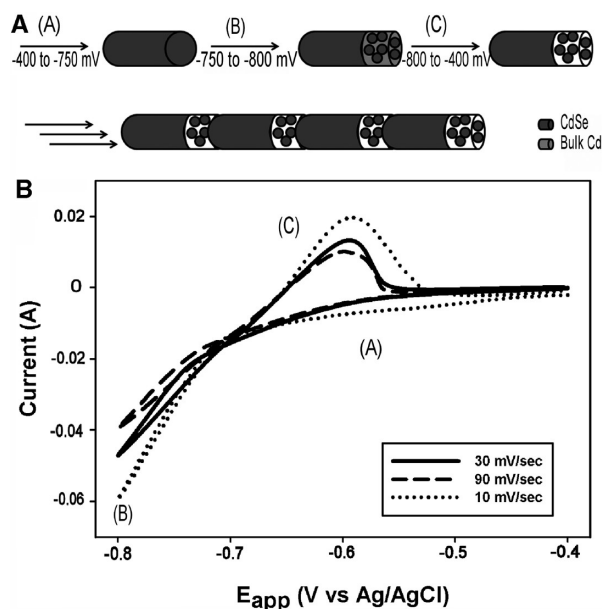 A
(A)
(B)
(C)
-400 to -750 mV
-750 to -800 mV
-800 to -400 mV
CdSe
Bulk Cd
B
0.02
0
-0.02
-0.04
-0.06
Current (A)
(C)
(A)
(B)
30 mV/sec
90 mV/sec
10 mV/sec
-0.8
-0.7
-0.6
-0.5
-0.4
Eapp (V vs Ag/AgCl)